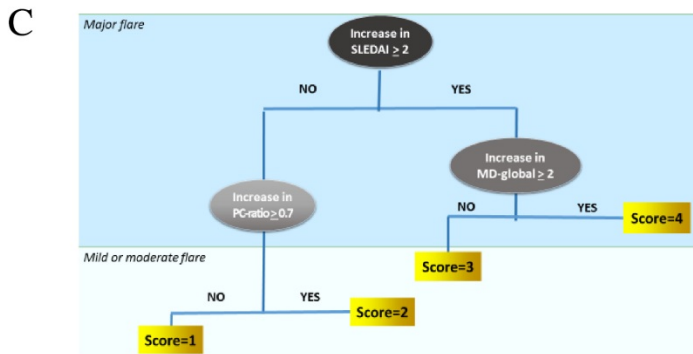 C
Major flare
Increase in
SLEDAI ≥ 2
NO
YES
Increase in
MD-global ≥ 2
Increase in
PC-ratio ≥ 0.7
NO
YES
Score=4
Mild or moderate flare
Score=3
NO
YES
Score=2
Score=1